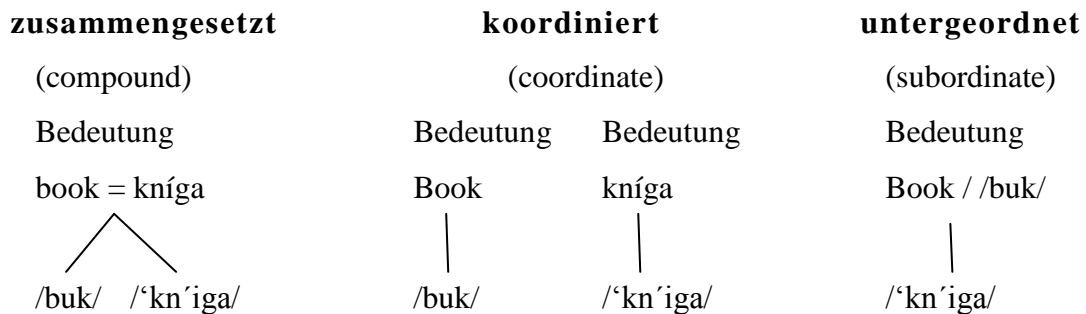 zusammengesetzt koordiniert untergeordnet
(compound) (coordinate) (subordinate)
Bedeutung Bedeutung Bedeutung Bedeutung
book = kníga Book kníga Book / /buk/
/buk/ /‘kn´iga/ /buk/ /‘kn´iga/ /‘kn´iga/